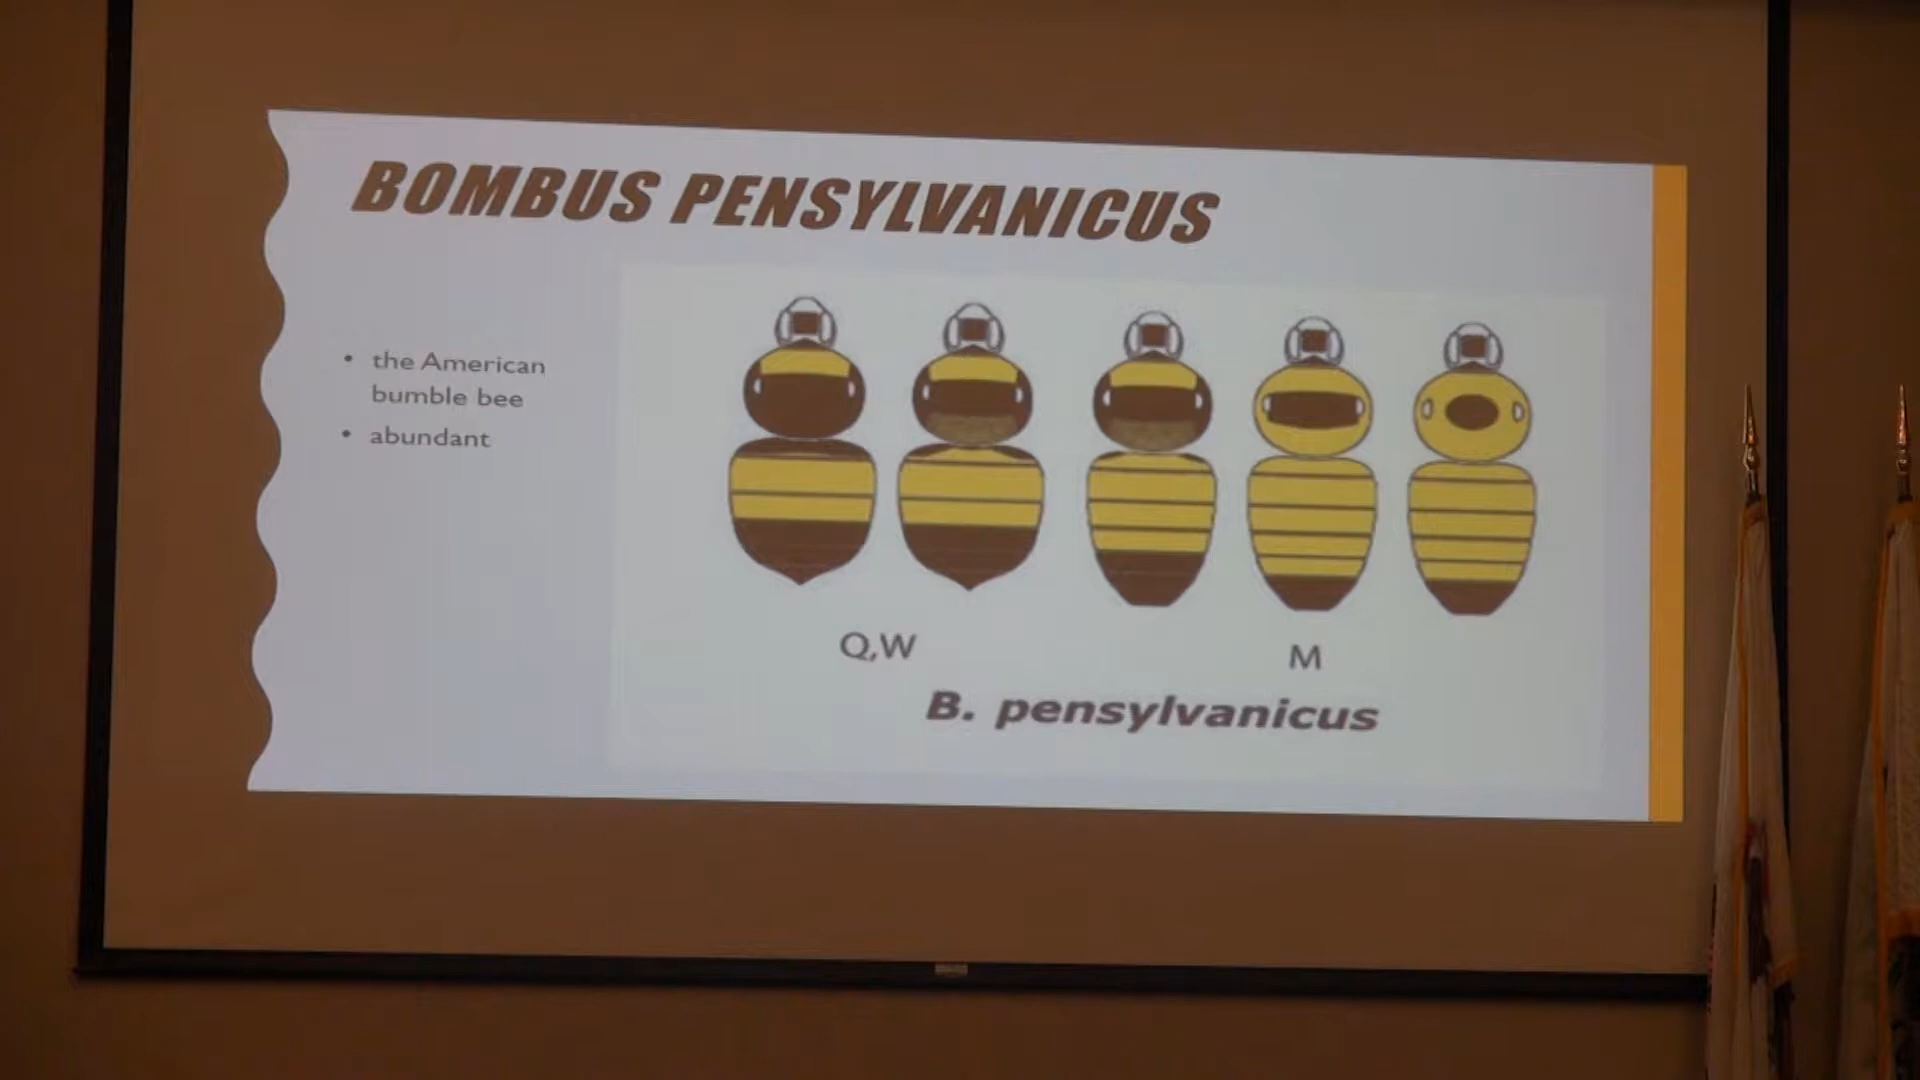 BOMBUS PENSYLVANICUS
• the American
bumble bee
• abundant
Q,W
M
B. pensylvanicus